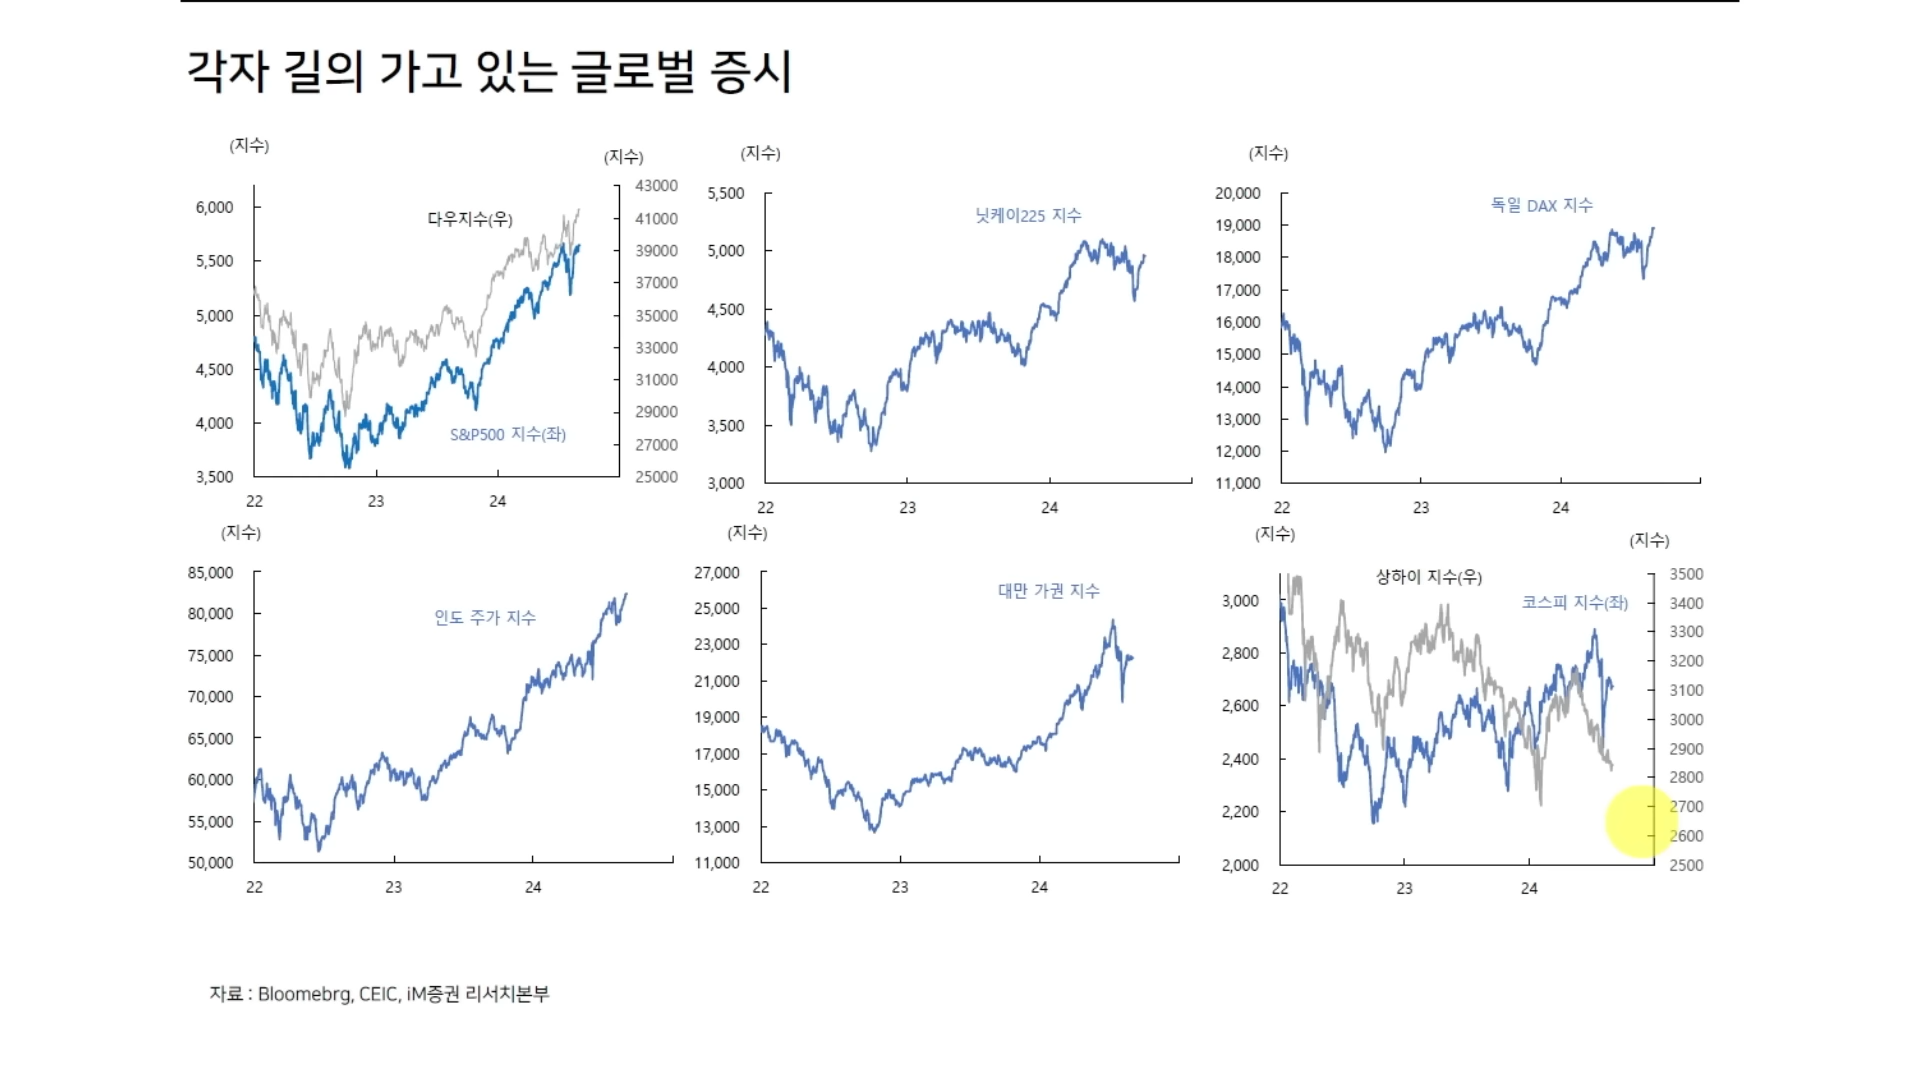 각자 길의 가고 있는 글로벌 증시
(지수)
(지수)
다우지수(우)
S&P500 지수(좌)
6,000
5,500
5,000
4,500
4,000
3,500
43000
41000
39000
37000
35000
33000
31000
29000
27000
25000
22 23 24
(지수)
닛케이225 지수
5,500
5,000
4,500
4,000
3,500
3,000
22 23 24
(지수)
독일 DAX 지수
20,000
19,000
18,000
17,000
16,000
15,000
14,000
13,000
12,000
11,000
22 23 24
(지수)
인도 주가 지수
85,000
80,000
75,000
70,000
65,000
60,000
55,000
50,000
22 23 24
(지수)
대만 가권 지수
27,000
25,000
23,000
21,000
19,000
17,000
15,000
13,000
11,000
22 23 24
(지수)
(지수)
상하이 지수(우)
코스피 지수(좌)
3,000
2,800
2,600
2,400
2,200
2,000
3500
3400
3300
3200
3100
3000
2900
2800
2700
2600
2500
22 23 24
자료 : Bloomebrg, CEIC, iM증권 리서치본부